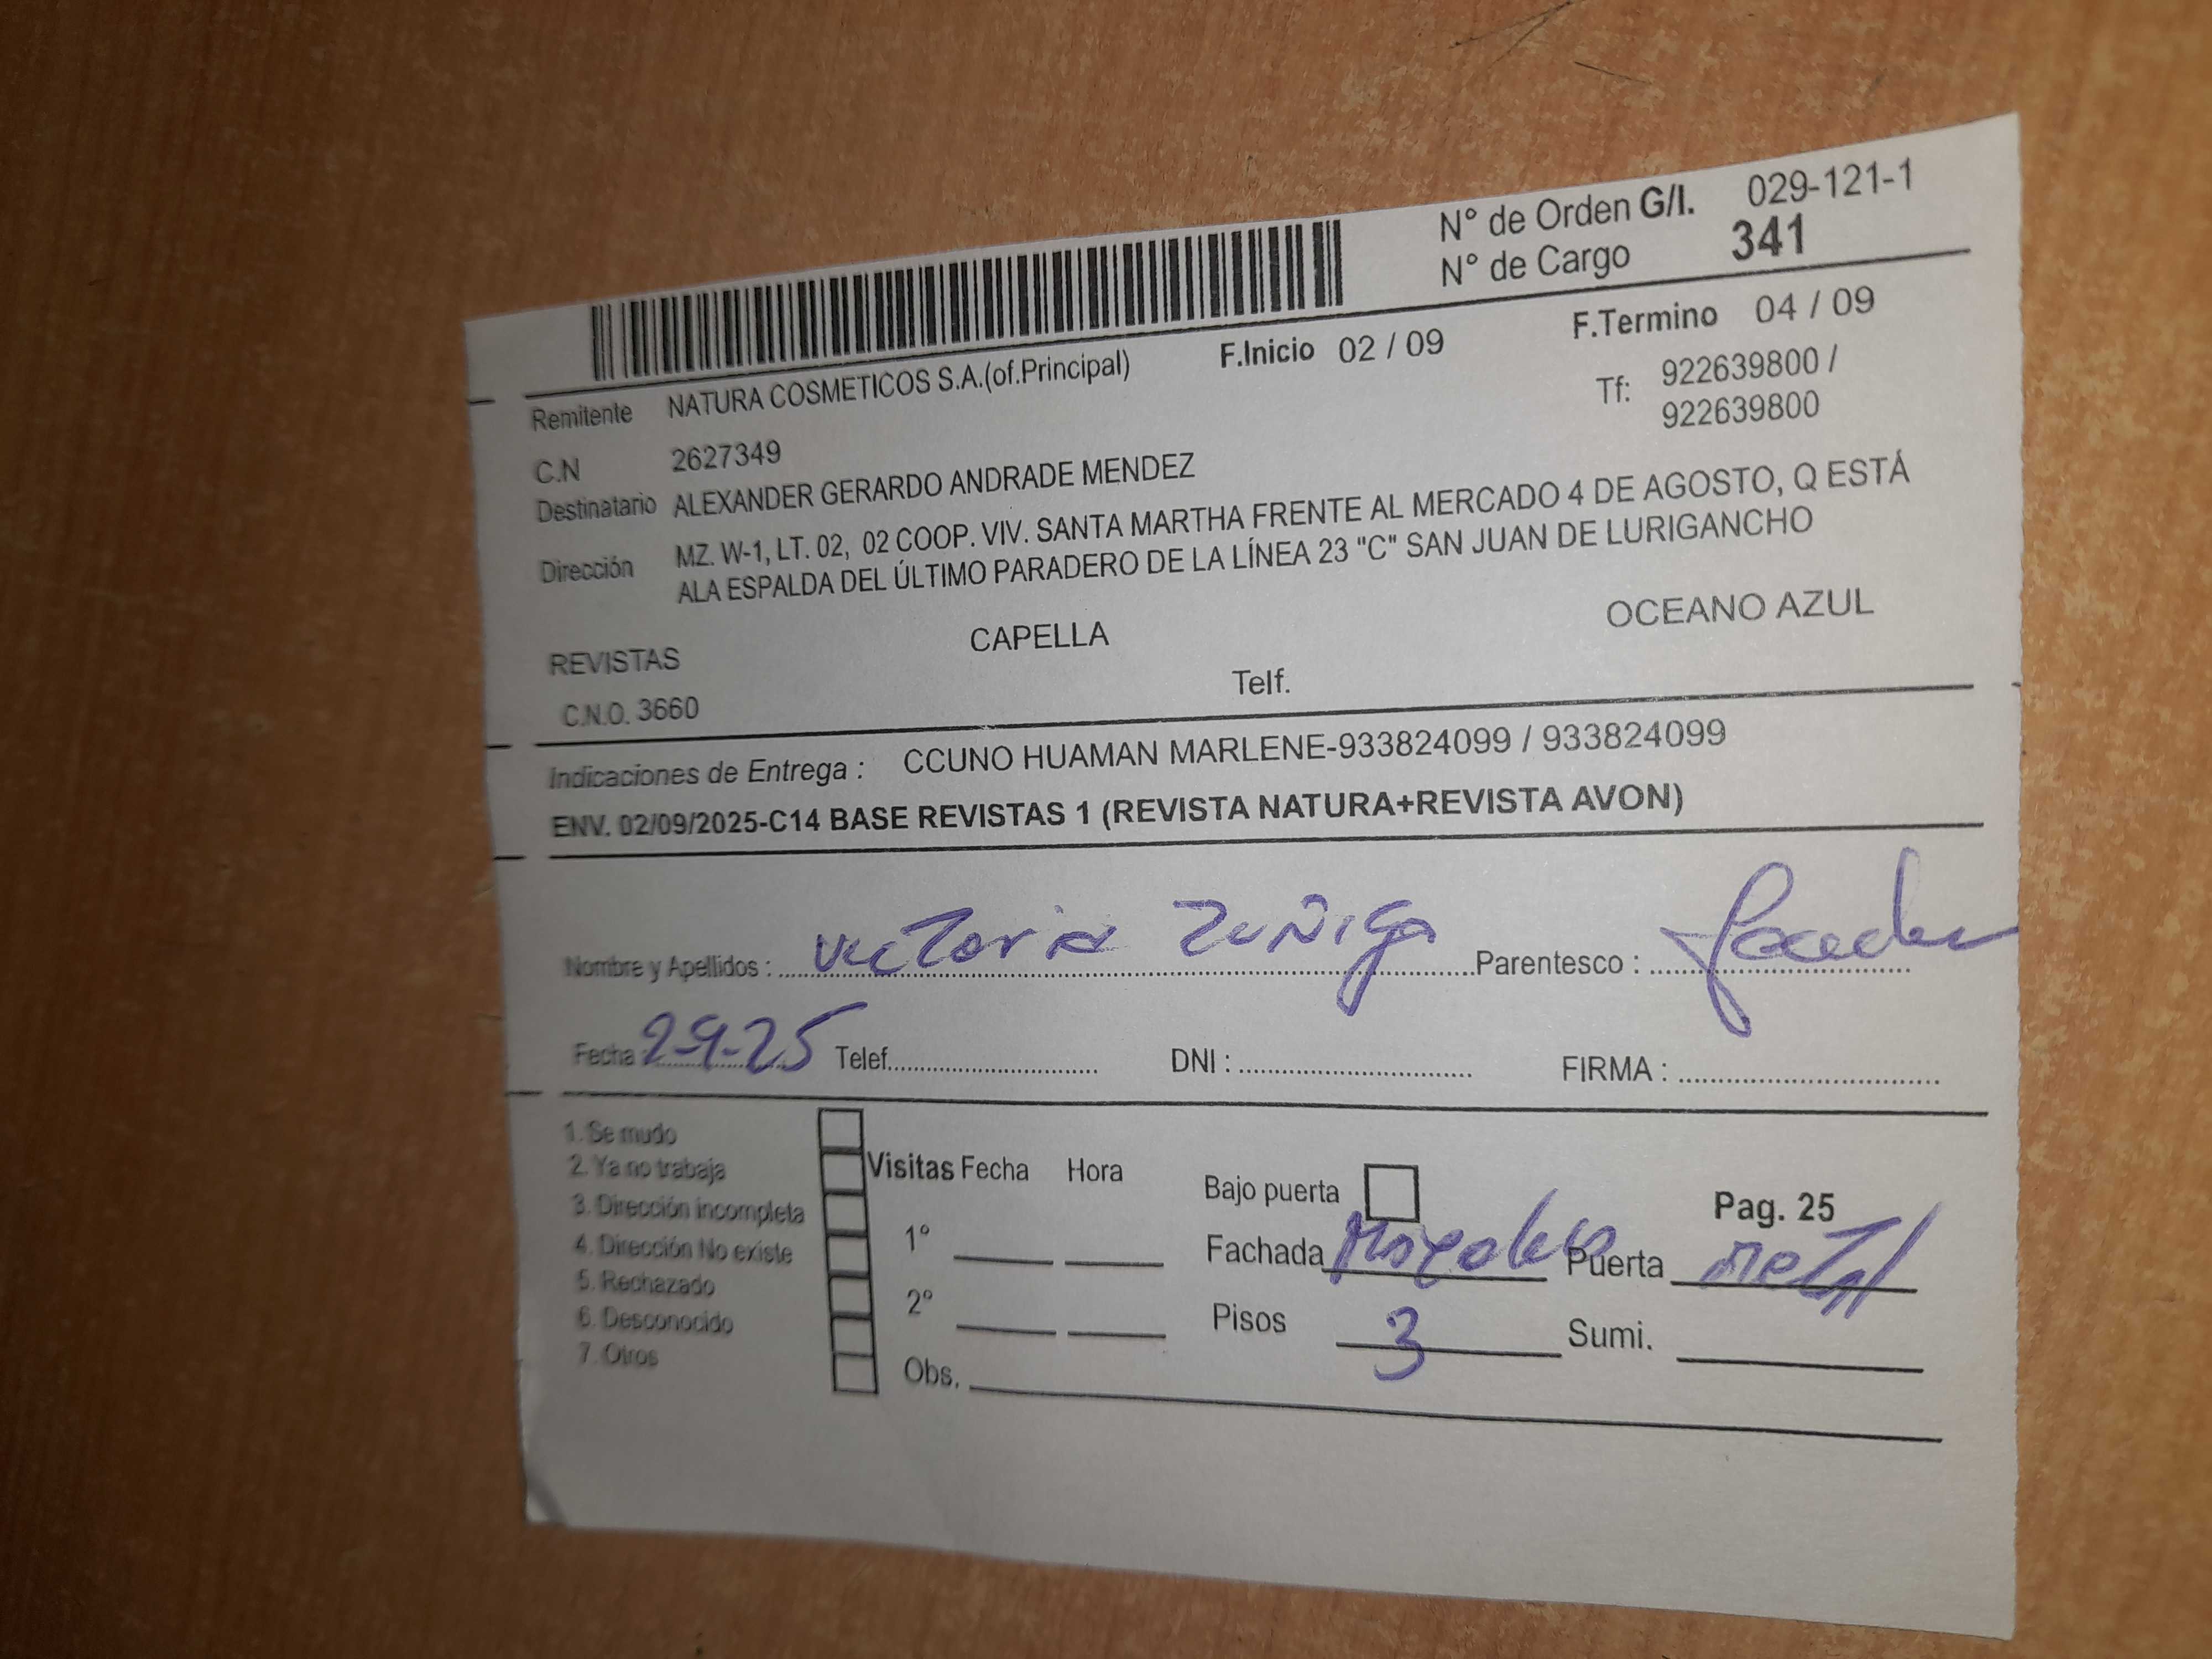 N° de Orden G/I. 029-121-1
N° de Cargo 341
F.Inicio 02 / 09 F.Termino 04 / 09
Remitente NATURA COSMETICOS S.A.(of.Principal) Tf: 922639800 /
922639800
C.N 2627349
Destinatario ALEXANDER GERARDO ANDRADE MENDEZ
Dirección MZ. W-1, LT. 02, 02 COOP. VIV. SANTA MARTHA FRENTE AL MERCADO 4 DE AGOSTO, Q ESTÁ
ALA ESPALDA DEL ÚLTIMO PARADERO DE LA LÍNEA 23 "C" SAN JUAN DE LURIGANCHO
REVISTAS CAPELLA OCEANO AZUL
C.N.O. 3660 Telf.
Indicaciones de Entrega : CCUNO HUAMAN MARLENE-933824099 / 933824099
ENV. 02/09/2025-C14 BASE REVISTAS 1 (REVISTA NATURA+REVISTA AVON)
Nombre y Apellidos : Victoria Zuñiga Parentesco :
Fecha : 2-9-25 Telef. DNI : FIRMA :
1. Se mudo
2. Ya no trabaja Visitas Fecha Hora Bajo puerta Pag. 25
3. Dirección incompleta
4. Dirección No existe 1° Fachada Puerta metal
5. Rechazado
6. Desconocido 2° Pisos 3 Sumi.
7. Otros Obs.